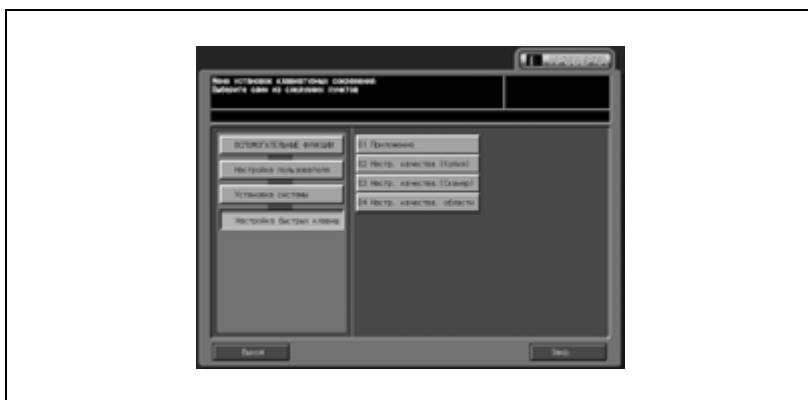 ПРОВЕРКА
Меню установок клавиатурных сокращений
Выберите один из следующих пунктов
ВСПОМОГАТЕЛЬНЫЕ ФУНКЦИИ
Настройка пользователя
Установка системы
Настройка быстрых клавиш
01 Приложение
02 Настр. качества (Копия)
03 Настр. качества (Сканер)
04 Настр. качества. области
Выход
Закр.